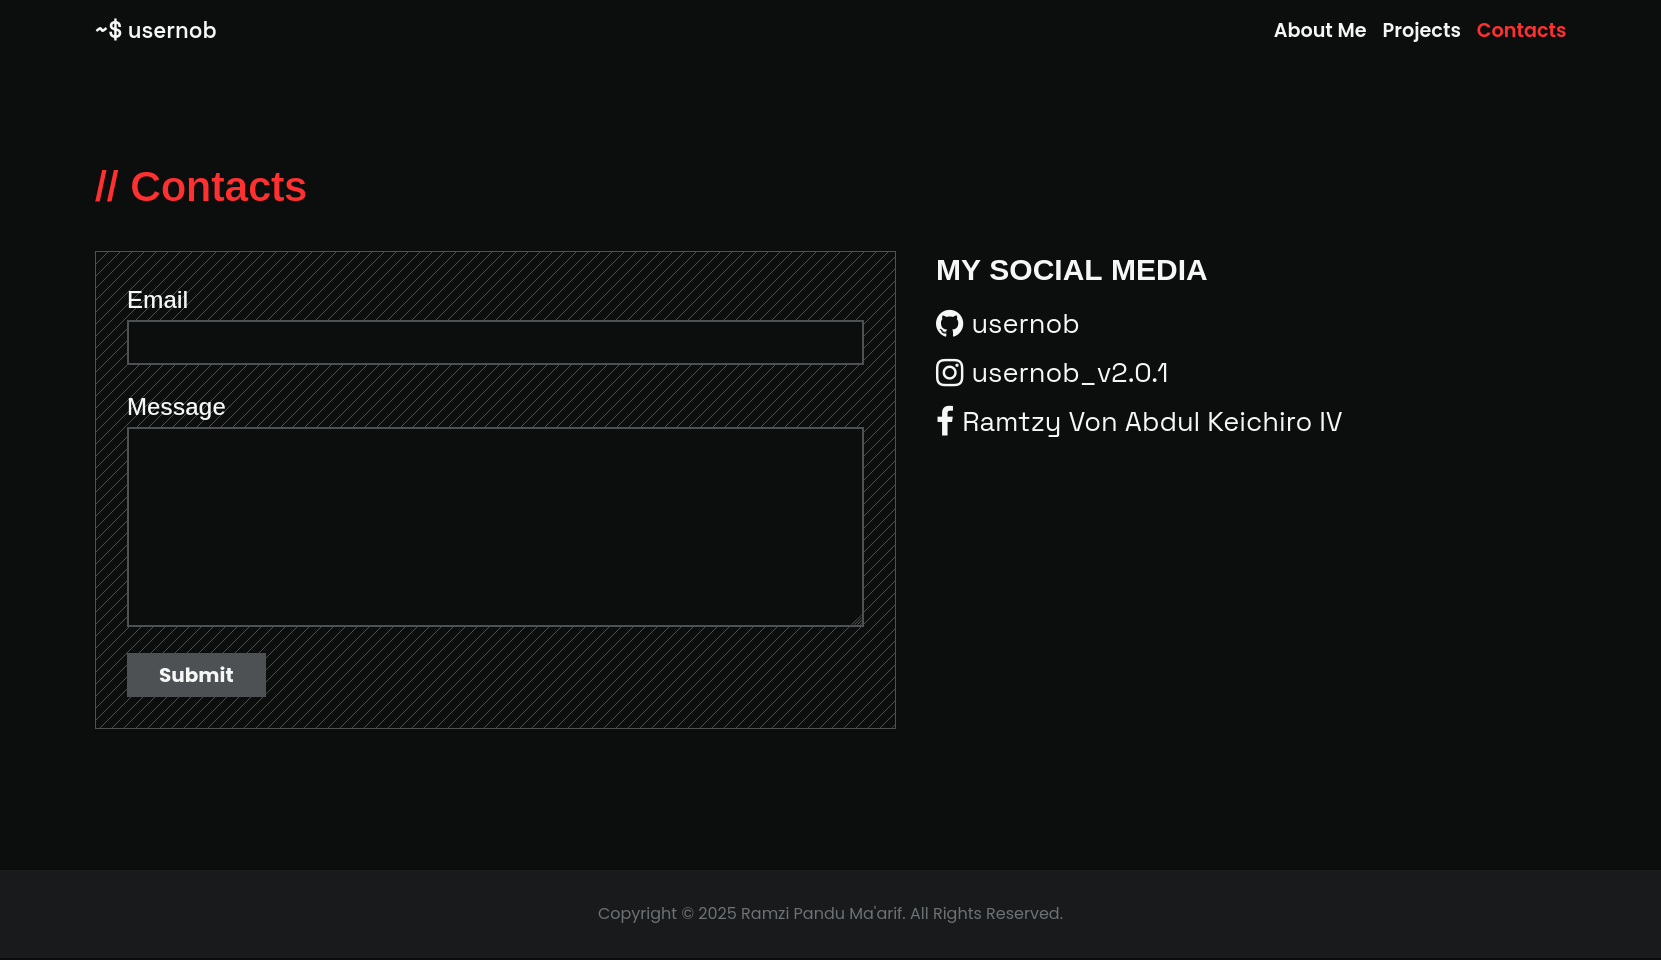 ~$ usernob
About Me Projects Contacts
// Contacts
Email
Message
Submit
MY SOCIAL MEDIA
usernob
usernob_v2.0.1
Ramtzy Von Abdul Keichiro IV
Copyright © 2025 Ramzi Pandu Ma'arif. All Rights Reserved.